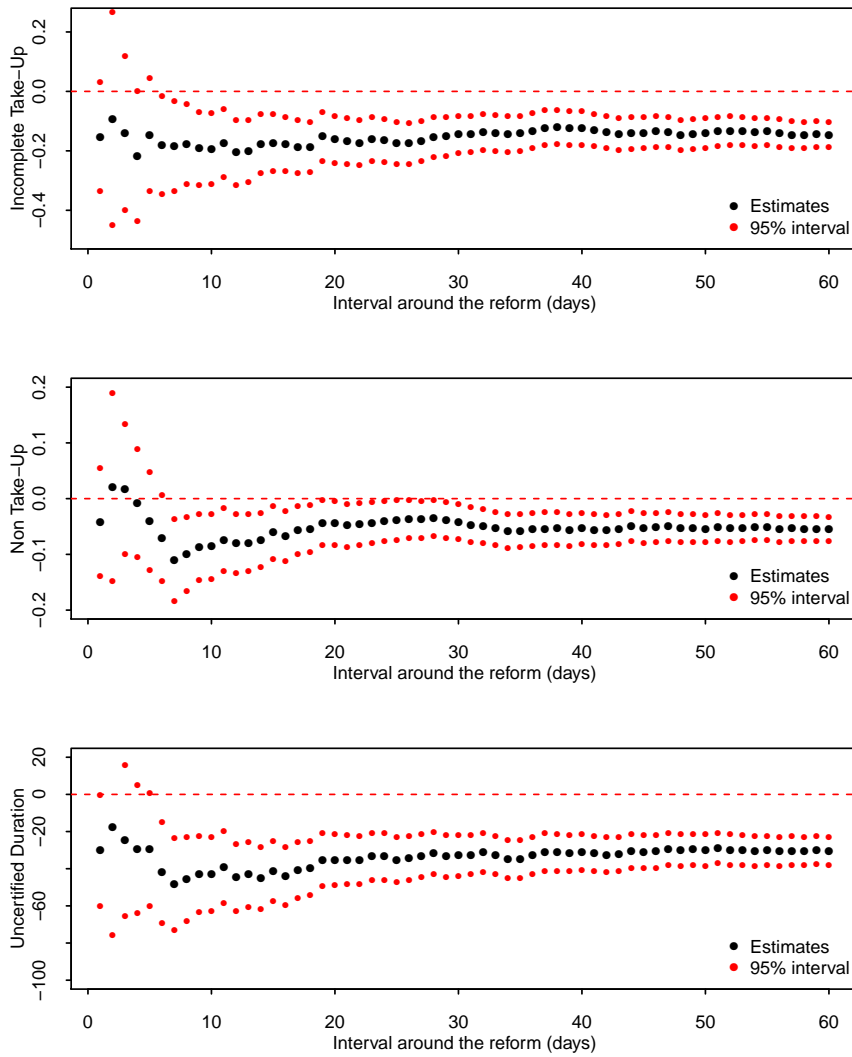 Incomplete Take−Up
0.2
0.0
−0.2
−0.4
Estimates
95% interval
0 10 20 30 40 50 60
Interval around the reform (days)
Non Take−Up
0.2
0.1
0.0
−0.1
−0.2
Estimates
95% interval
0 10 20 30 40 50 60
Interval around the reform (days)
Uncertified Duration
20
0
−20
−60
−100
Estimates
95% interval
0 10 20 30 40 50 60
Interval around the reform (days)